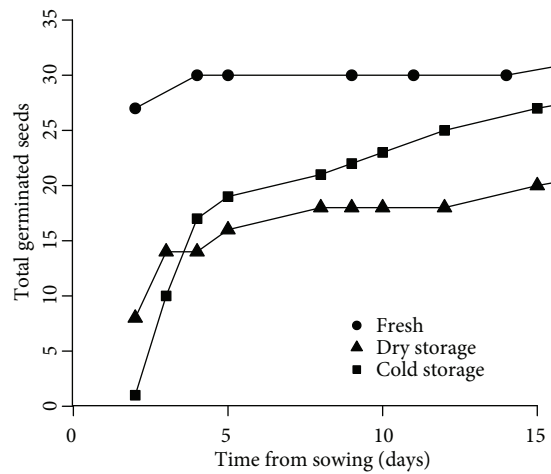 35
30
25
20
15
10
5
0
Total germinated seeds
Fresh
Dry storage
Cold storage
0 5 10 15
Time from sowing (days)